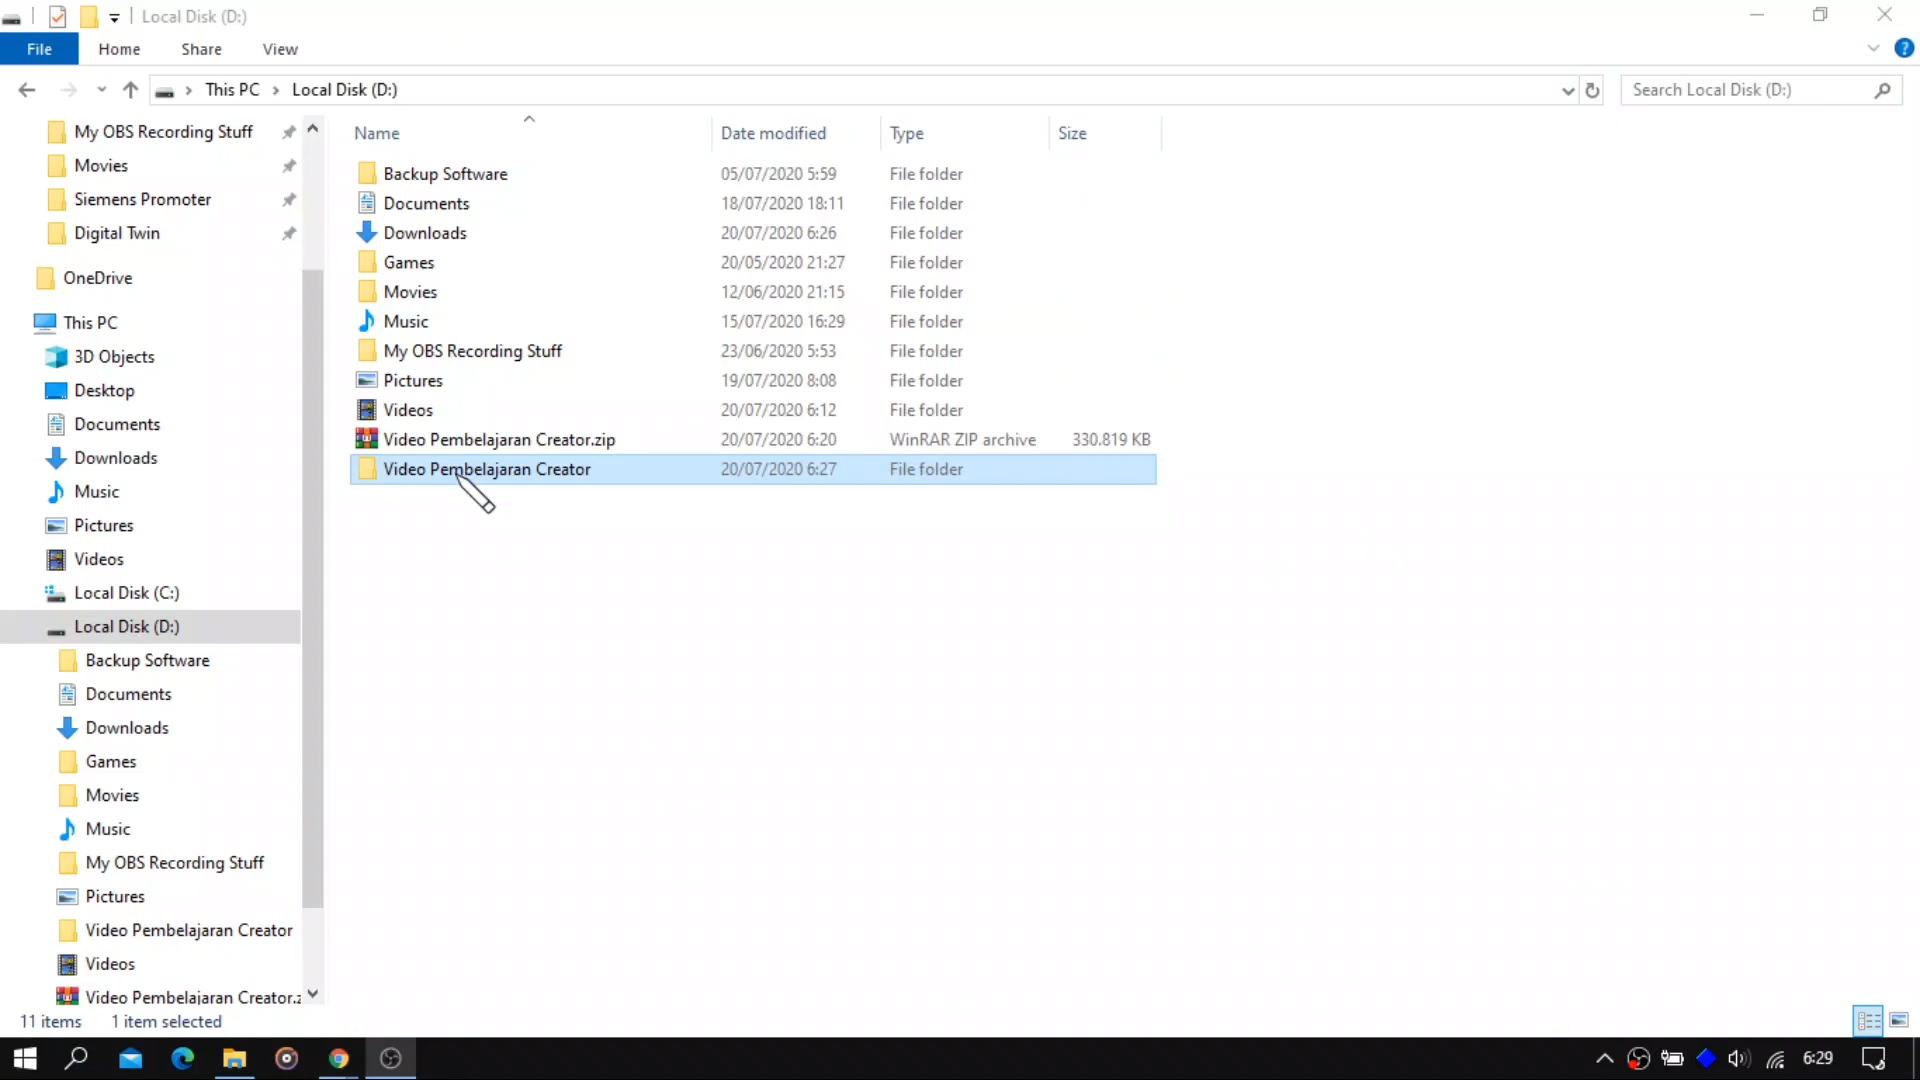 Local Disk (D:)
File Home Share View
This PC Local Disk (D:) Search Local Disk (D:)
My OBS Recording Stuff
Movies
Siemens Promoter
Digital Twin
OneDrive
This PC
3D Objects
Desktop
Documents
Downloads
Music
Pictures
Videos
Local Disk (C:)
Local Disk (D:)
Backup Software
Documents
Downloads
Games
Movies
Music
My OBS Recording Stuff
Pictures
Video Pembelajaran Creator
Videos
Video Pembelajaran Creator.z
Name Date modified Type Size
Backup Software 05/07/2020 5:59 File folder
Documents 18/07/2020 18:11 File folder
Downloads 20/07/2020 6:26 File folder
Games 20/05/2020 21:27 File folder
Movies 12/06/2020 21:15 File folder
Music 15/07/2020 16:29 File folder
My OBS Recording Stuff 23/06/2020 5:53 File folder
Pictures 19/07/2020 8:08 File folder
Videos 20/07/2020 6:12 File folder
Video Pembelajaran Creator.zip 20/07/2020 6:20 WinRAR ZIP archive 330.819 KB
Video Pembelajaran Creator 20/07/2020 6:27 File folder
11 items 1 item selected
6:29